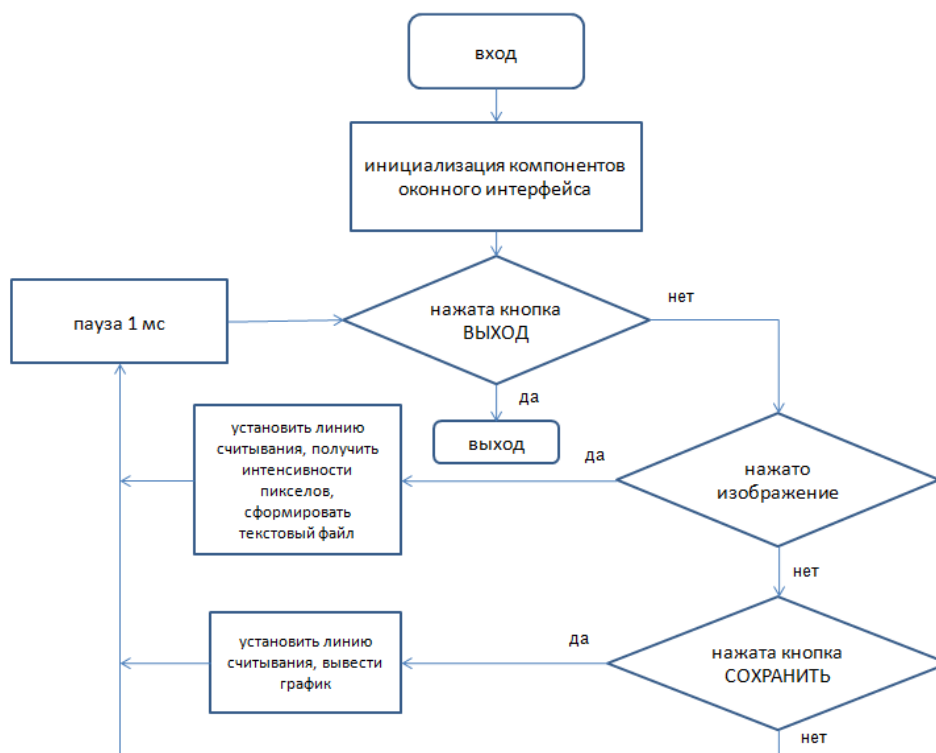 вход
инициализация компонентов
оконного интерфейса
пауза 1 мс
нажата кнопка
ВЫХОД
нет
да
выход
установить линию
считывания, получить
интенсивности
пикселов,
сформировать
текстовый файл
да
нажато
изображение
нет
установить линию
считывания, вывести
график
да
нажата кнопка
СОХРАНИТЬ
нет